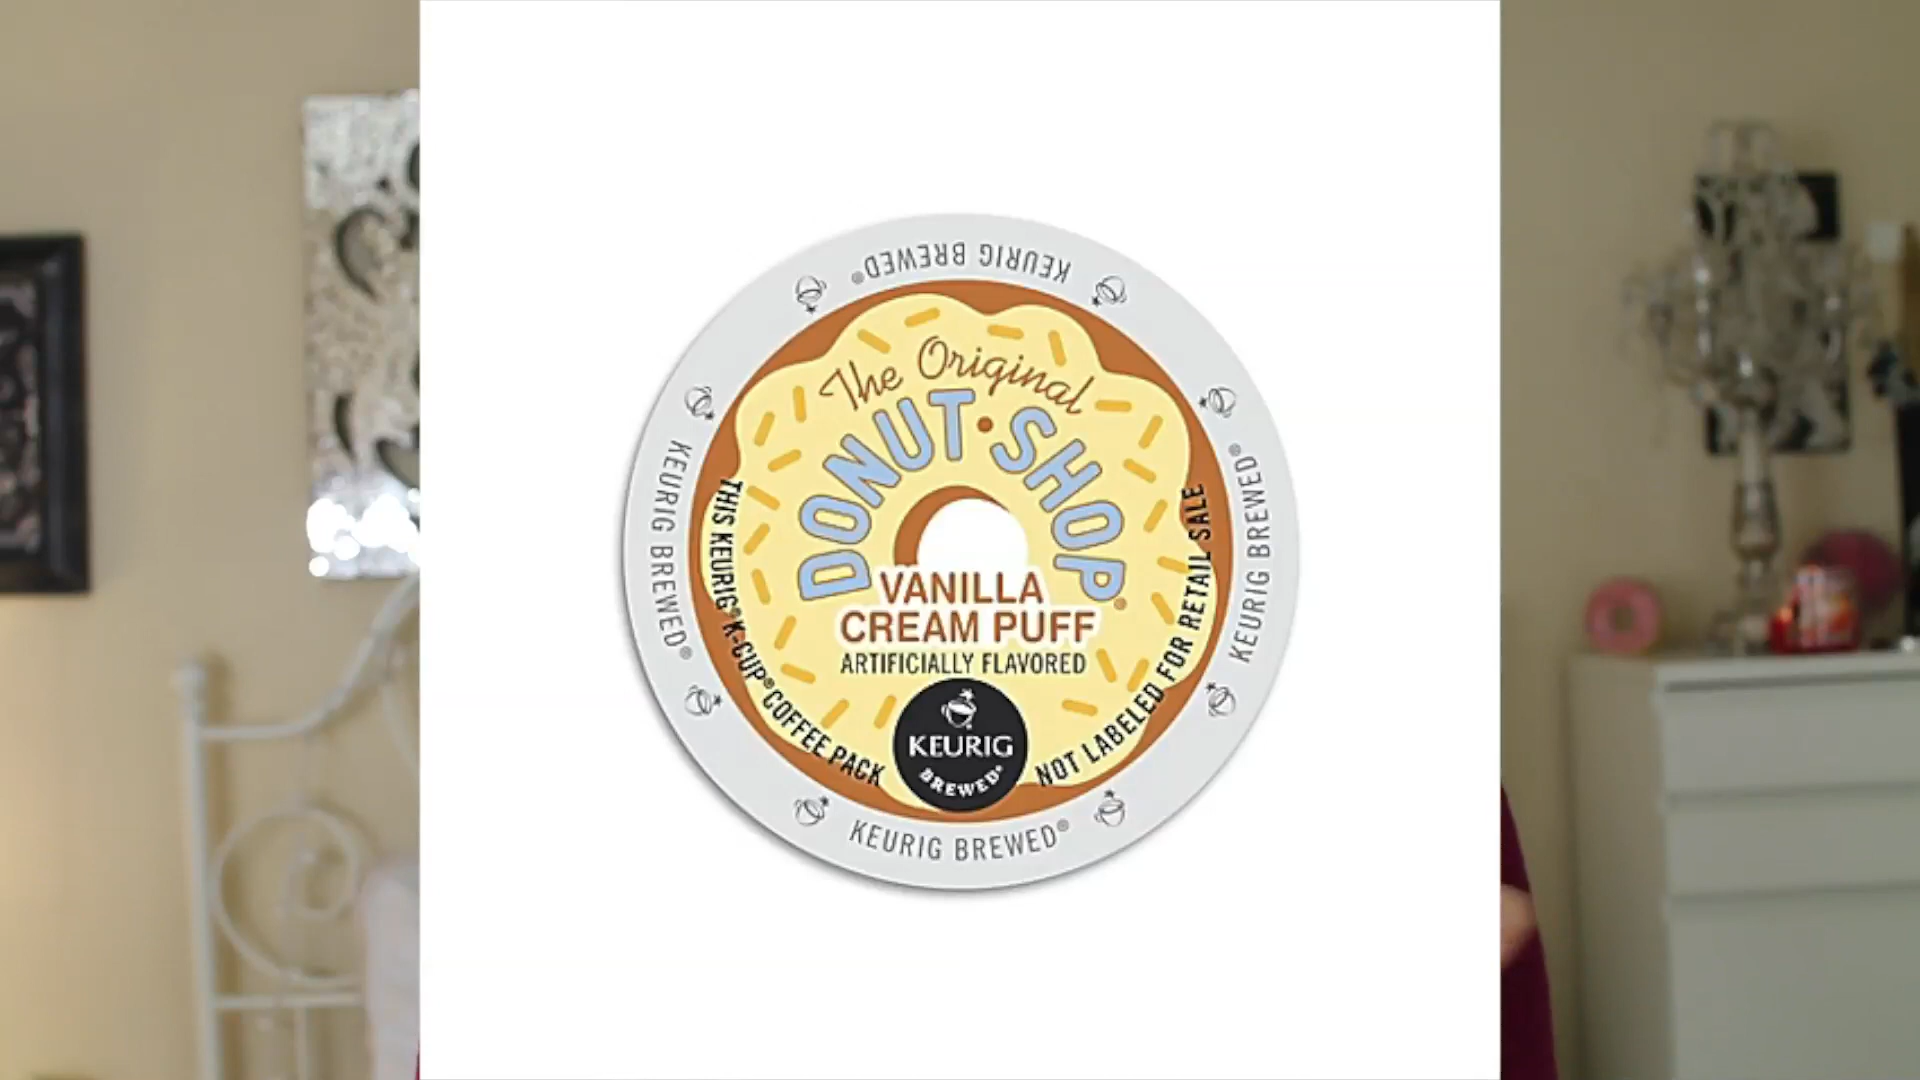 KEURIG BREWED®
The Original
DONUT·SHOP®
VANILLA
CREAM PUFF
ARTIFICIALLY FLAVORED
THIS KEURIG® K-CUP® COFFEE PACK
NOT LABELED FOR RETAIL SALE
KEURIG
BREWED®
KEURIG BREWED®
KEURIG BREWED®
KEURIG BREWED®